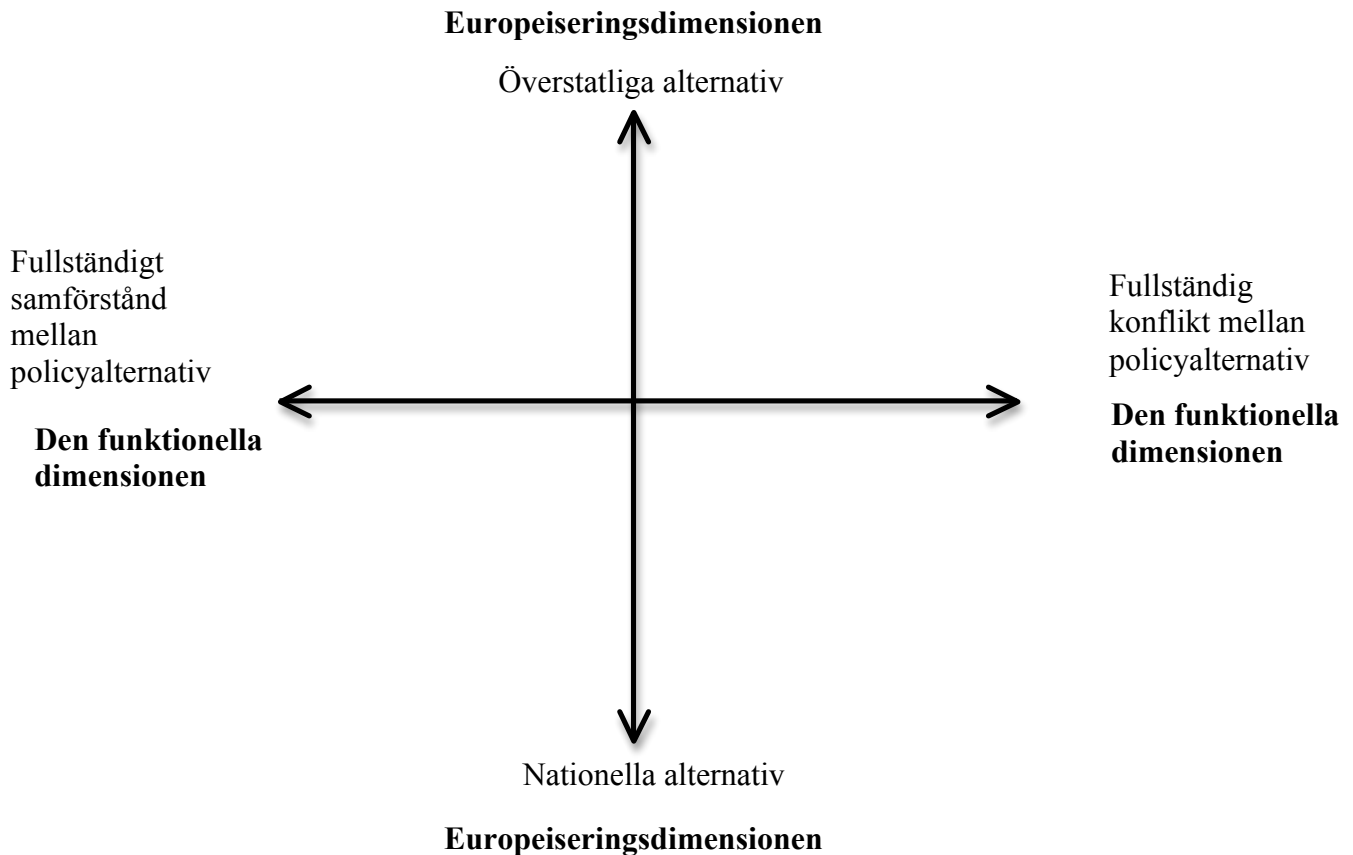 Europeiseringsdimensionen
Överstatliga alternativ
Fullständigt
samförstånd
mellan
policyalternativ
Den funktionella
dimensionen
Fullständig
konflikt mellan
policyalternativ
Den funktionella
dimensionen
Nationella alternativ
Europeiseringsdimensionen